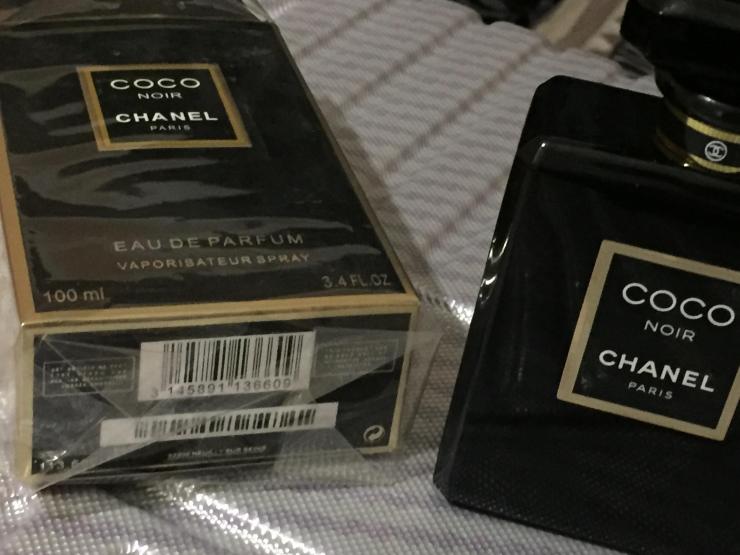 COCO
NOIR
CHANEL
PARIS
EAU DE PARFUM
VAPORISATEUR SPRAY
100 ml
3.4 FL.OZ
3 145891 136609
COCO
NOIR
CHANEL
PARIS